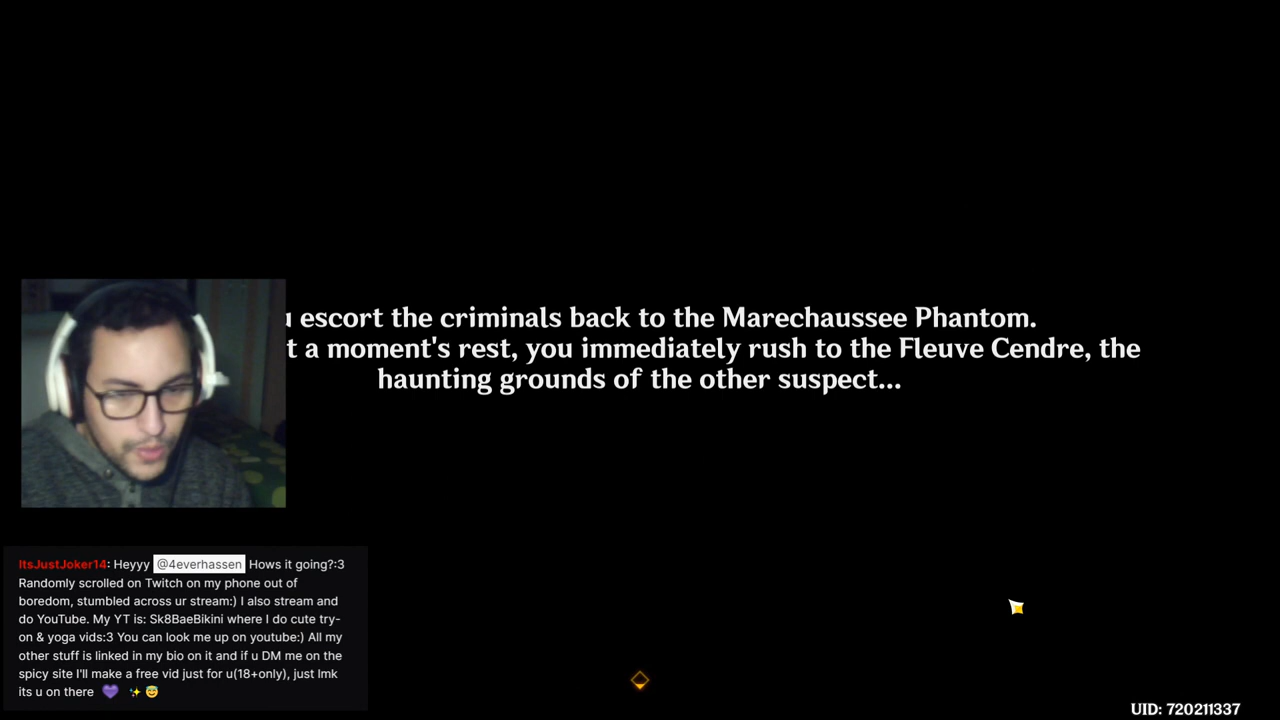 escort the criminals back to the Marechaussee Phantom.
a moment's rest, you immediately rush to the Fleuve Cendre, the
haunting grounds of the other suspect...
ItsJustJoker14: Heyyy @4everhassen Hows it going?:3
Randomly scrolled on Twitch on my phone out of
boredom, stumbled across ur stream:) I also stream and
do YouTube. My YT is: Sk8BaeBikini where I do cute try-
on & yoga vids:3 You can look me up on youtube:) All my
other stuff is linked in my bio on it and if u DM me on the
spicy site I'll make a free vid just for u(18+only), just lmk
its u on there 💜 ✨😇
UID: 720211337